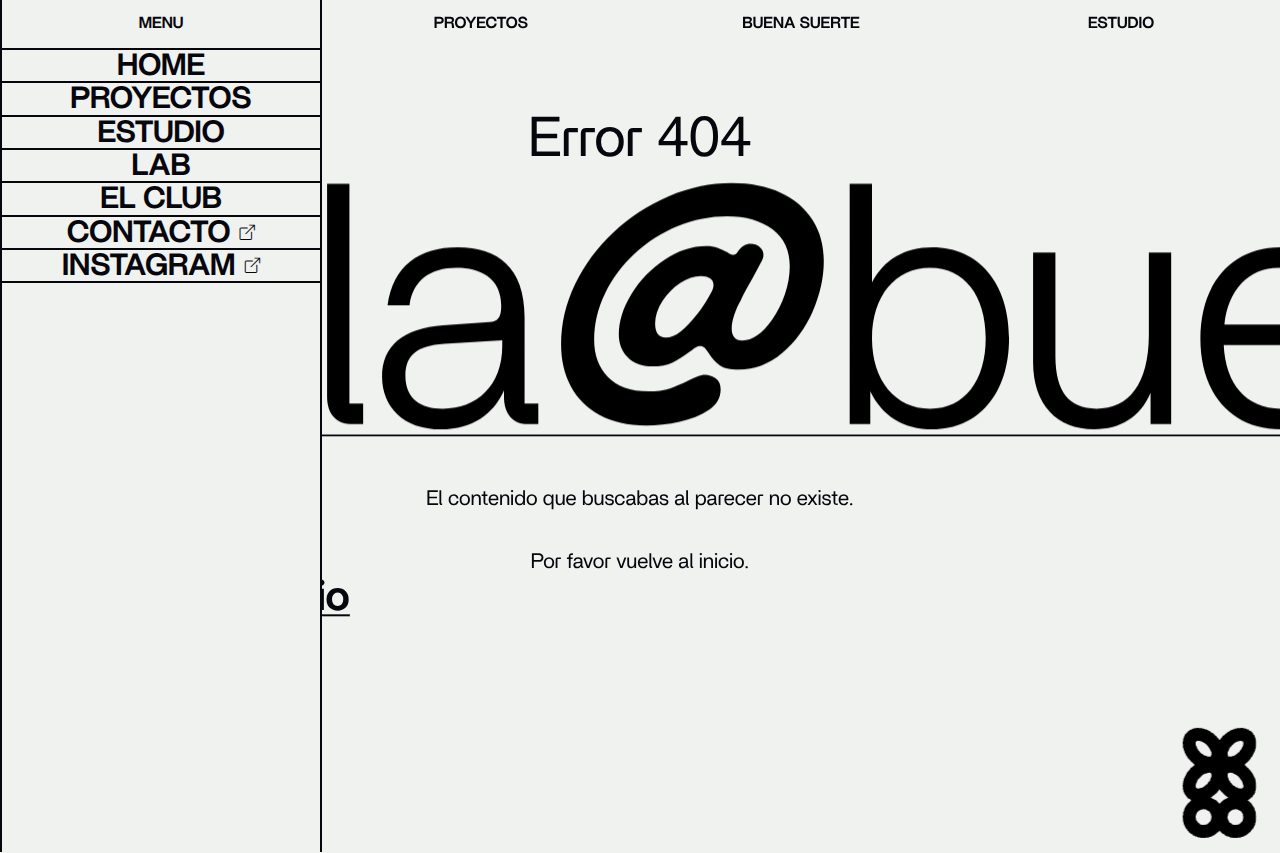 MENU
PROYECTOS
BUENA SUERTE
ESTUDIO
HOME
PROYECTOS
ESTUDIO
LAB
EL CLUB
CONTACTO
INSTAGRAM
Error 404
la@bue
El contenido que buscabas al parecer no existe.
Por favor vuelve al inicio.
io